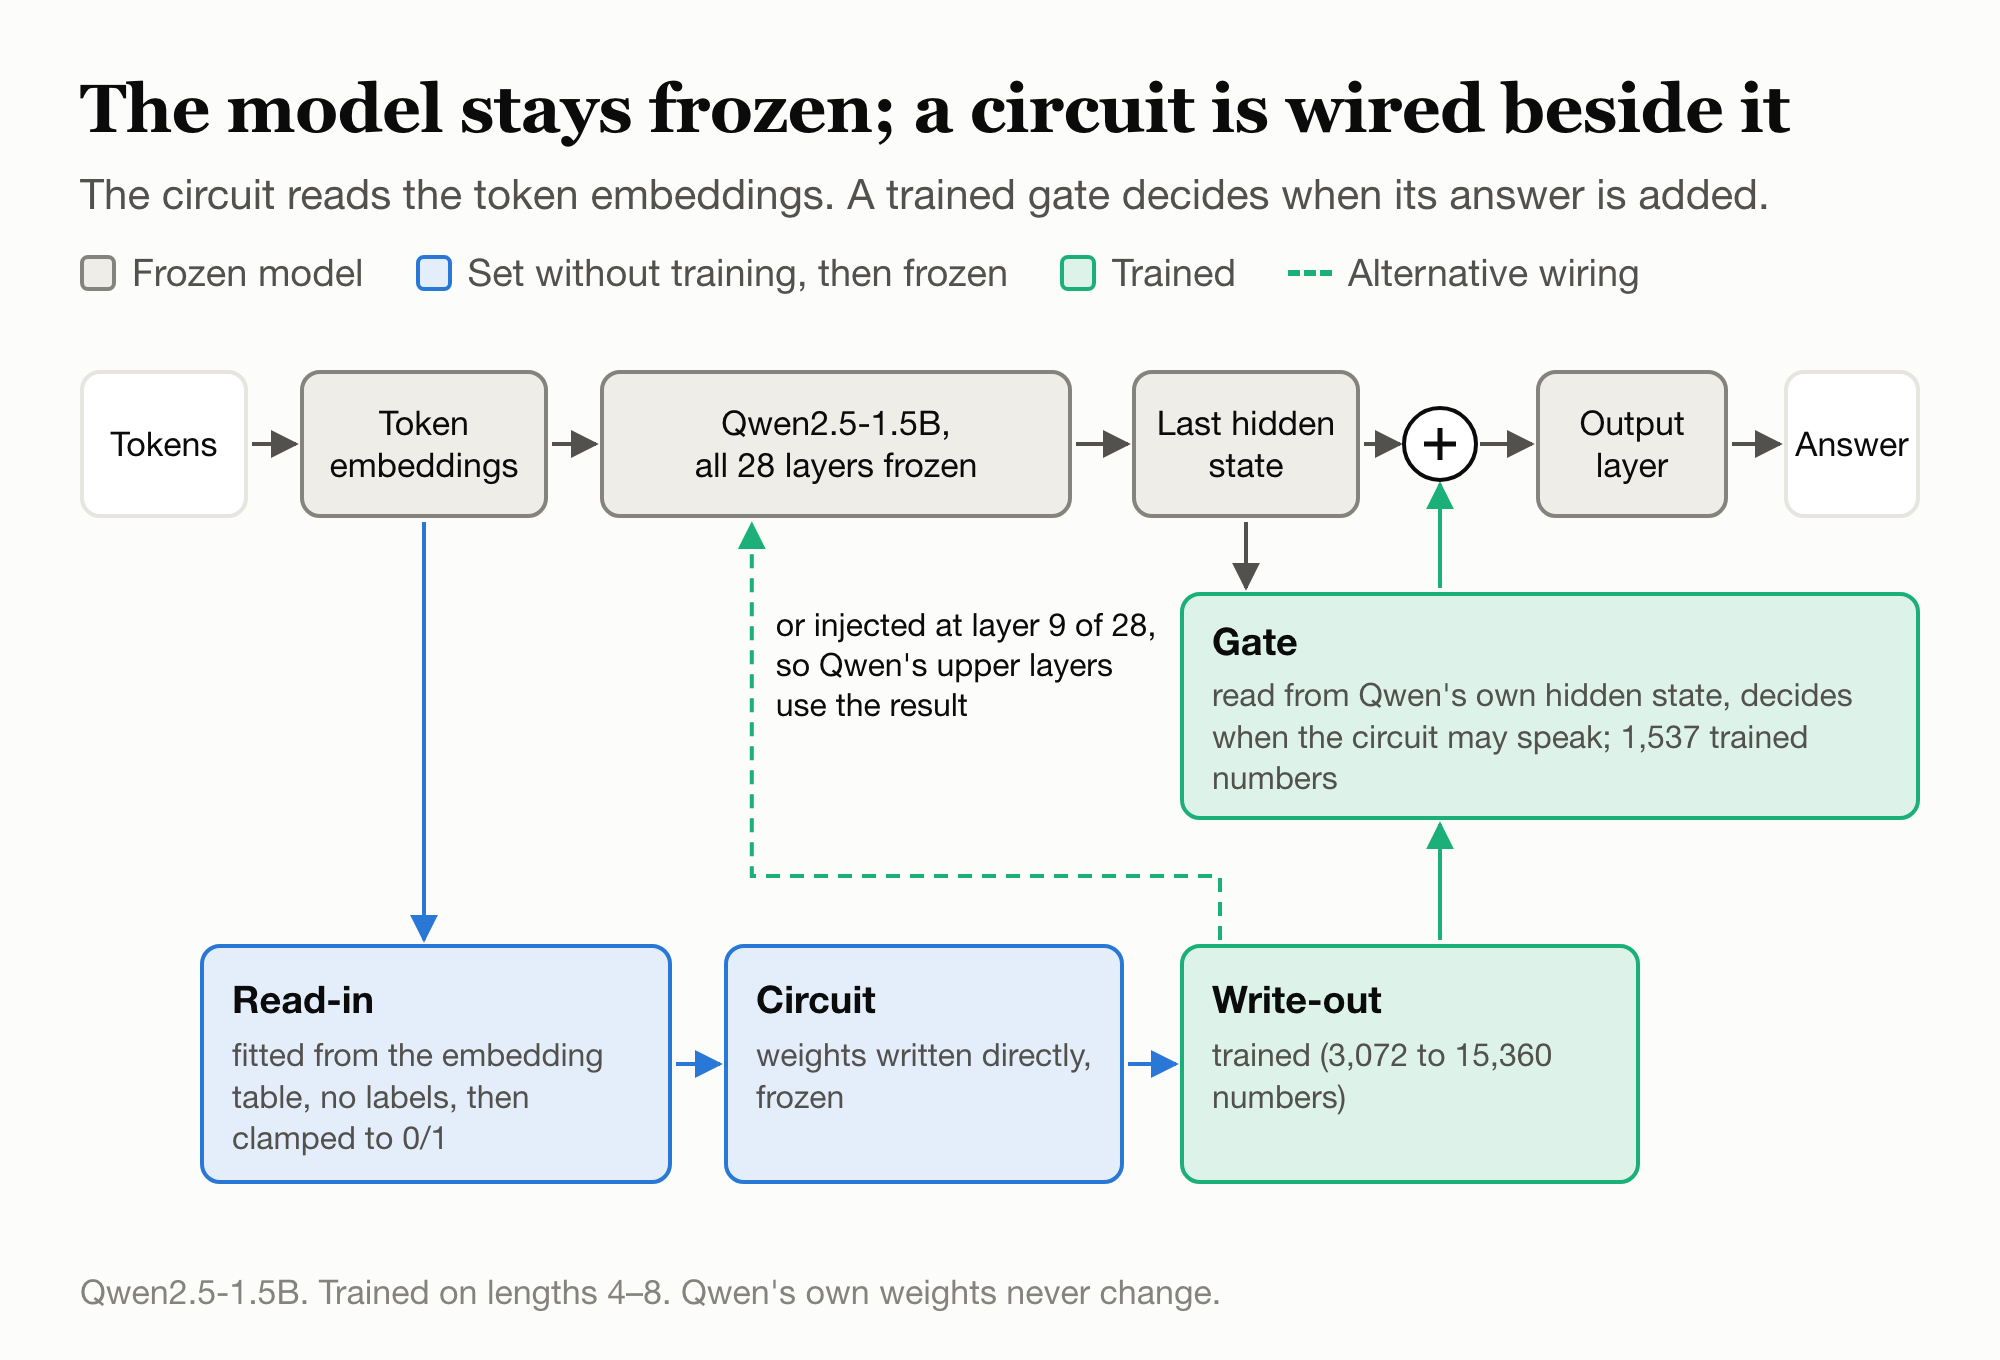 The model stays frozen; a circuit is wired beside it
The circuit reads the token embeddings. A trained gate decides when its answer is added.
Frozen model
Set without training, then frozen
Trained
Alternative wiring
Tokens
Token
embeddings
Qwen2.5-1.5B,
all 28 layers frozen
Last hidden
state
+
Output
layer
Answer
or injected at layer 9 of 28,
so Qwen's upper layers
use the result
Gate
read from Qwen's own hidden state, decides
when the circuit may speak; 1,537 trained
numbers
Read-in
fitted from the embedding
table, no labels, then
clamped to 0/1
Circuit
weights written directly,
frozen
Write-out
trained (3,072 to 15,360
numbers)
Qwen2.5-1.5B. Trained on lengths 4–8. Qwen's own weights never change.